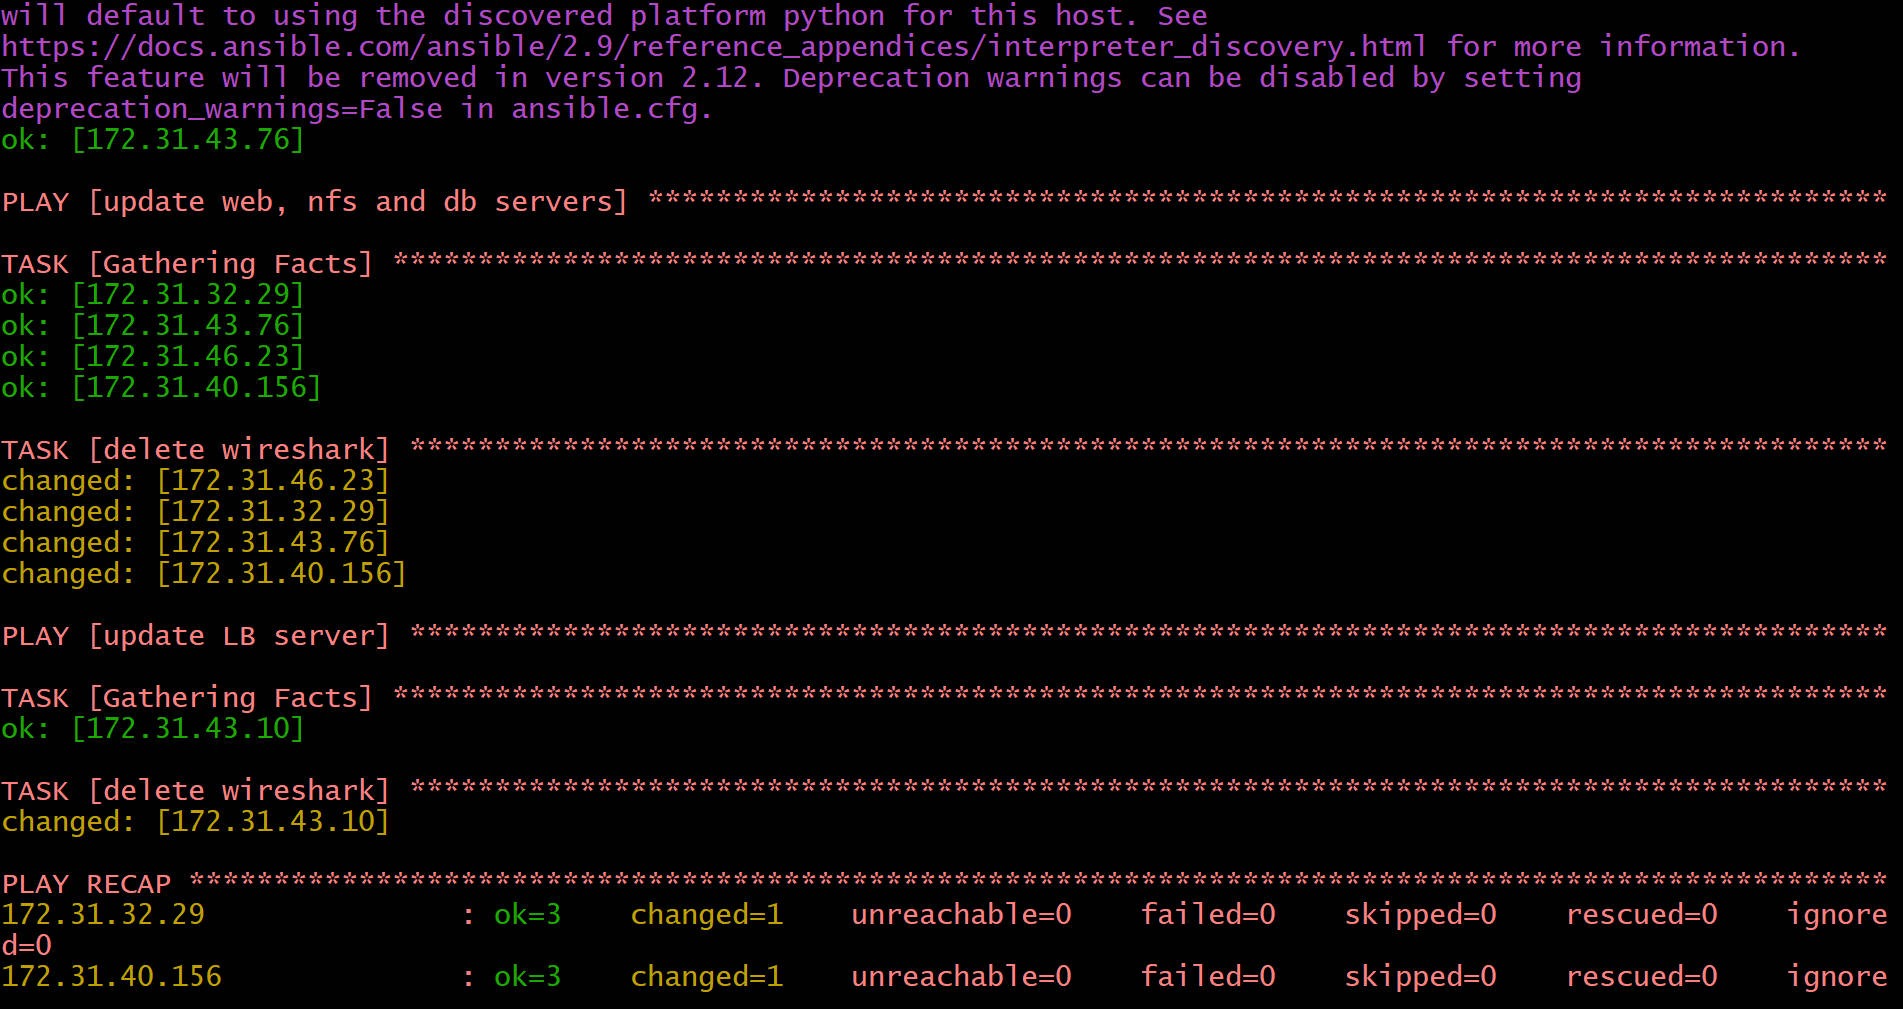 will default to using the discovered platform python for this host. See
https://docs.ansible.com/ansible/2.9/reference_appendices/interpreter_discovery.html for more information.
This feature will be removed in version 2.12. Deprecation warnings can be disabled by setting
deprecation_warnings=False in ansible.cfg.
ok: [172.31.43.76]
PLAY [update web, nfs and db servers] *************************************************************************
TASK [Gathering Facts] ****************************************************************************************
ok: [172.31.32.29]
ok: [172.31.43.76]
ok: [172.31.46.23]
ok: [172.31.40.156]
TASK [delete wireshark] ***************************************************************************************
changed: [172.31.46.23]
changed: [172.31.32.29]
changed: [172.31.43.76]
changed: [172.31.40.156]
PLAY [update LB server] ***************************************************************************************
TASK [Gathering Facts] ****************************************************************************************
ok: [172.31.43.10]
TASK [delete wireshark] ***************************************************************************************
changed: [172.31.43.10]
PLAY RECAP ****************************************************************************************************
172.31.32.29               : ok=3    changed=1    unreachable=0    failed=0    skipped=0    rescued=0    ignore
d=0
172.31.40.156              : ok=3    changed=1    unreachable=0    failed=0    skipped=0    rescued=0    ignore